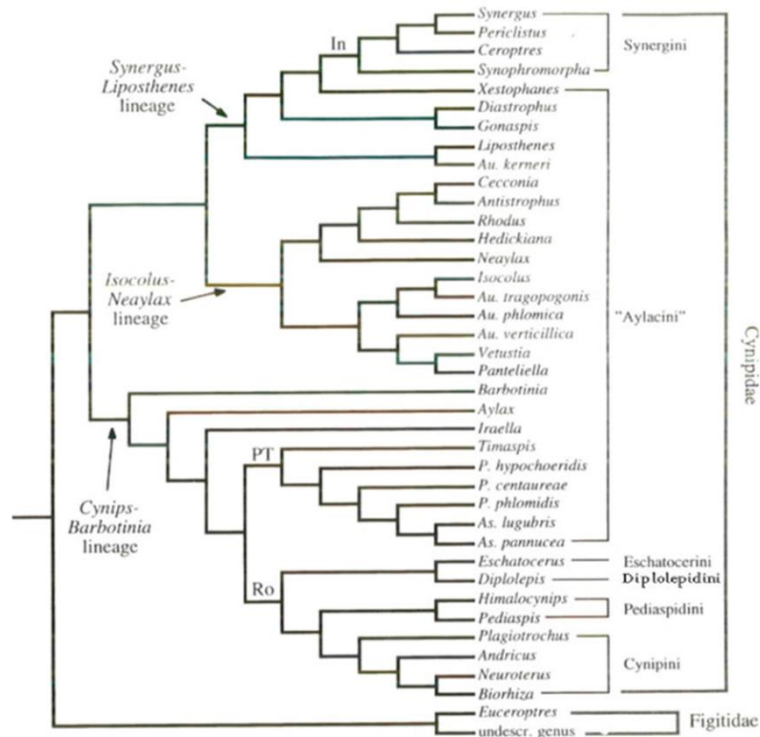 Synergus
Periclistus
Ceroptres
Synophromorpha
Xestophanes
Diastrophus
Gonaspis
Liposthenes
Au. kerneri
Cecconia
Antistrophus
Rhodus
Hedickiana
Neaylax
Isocolus
Au. tragopogonis
Au. phlomica
Au. verticillica
Vetustia
Panteliella
Barbotinia
Aylax
Iraella
Timaspis
P. hypochoeridis
P. centaureae
P. phlomidis
As. lugubris
As. pannucea
Eschatocerus
Diplolepis
Himalocynips
Pediaspis
Plagiotrochus
Andricus
Neuroterus
Biorhiza
Euceroptres
undescr. genus
In
PT
Ro
Synergus-
Liposthenes
lineage
Isocolus-
Neaylax
lineage
Cynips-
Barbotinia
lineage
Synergini
"Aylacini"
Eschatocerini
Diplolepidini
Pediaspidini
Cynipini
Cynipidae
Figitidae